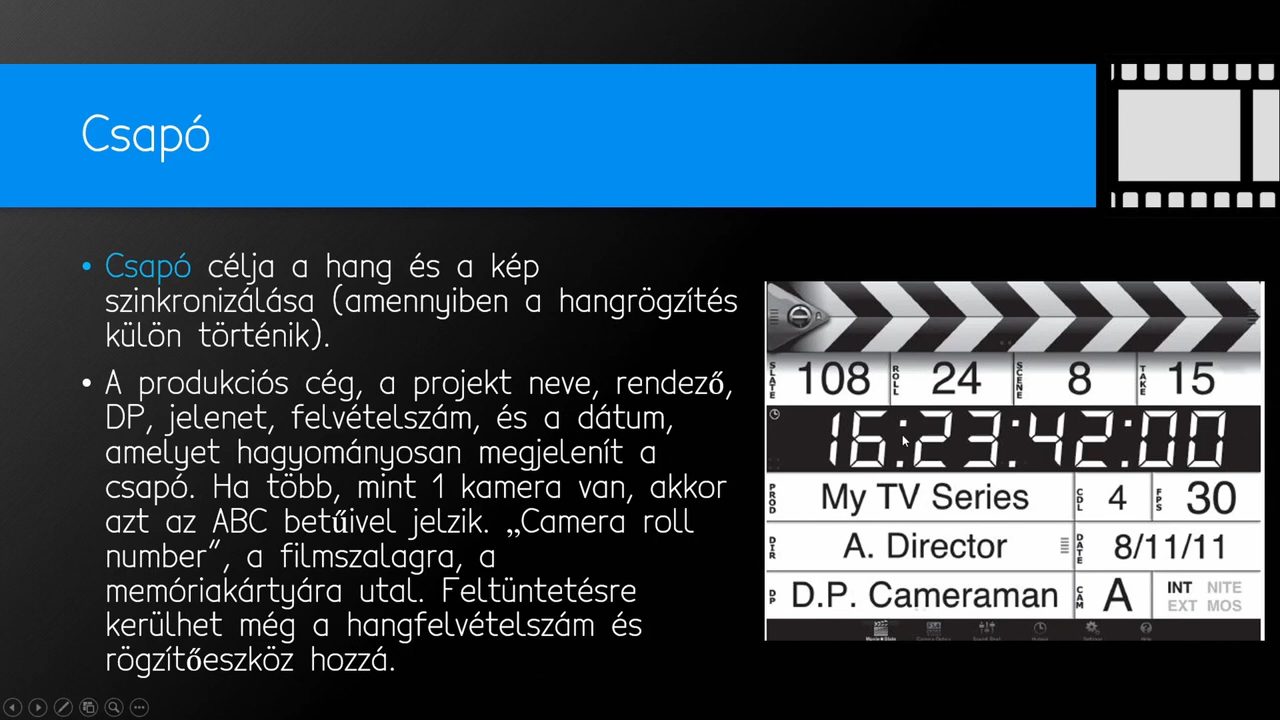 Csapó
• Csapó célja a hang és a kép
szinkronizálása (amennyiben a hangrögzítés
külön történik).
• A produkciós cég, a projekt neve, rendező,
DP, jelenet, felvételszám, és a dátum,
amelyet hagyományosan megjelenít a
csapó. Ha több, mint 1 kamera van, akkor
azt az ABC betűivel jelzik. „Camera roll
number”, a filmszalagra, a
memóriakártyára utal. Feltüntetésre
kerülhet még a hangfelvételszám és
rögzítőeszköz hozzá.
SLATE 108 ROLL 24 SCENE 8 TAKE 15
16:23:42:00
PROD My TV Series CDL 4 FPS 30
DIR A. Director DATE 8/11/11
DP D.P. Cameraman CAM A INT NITE
EXT MOS